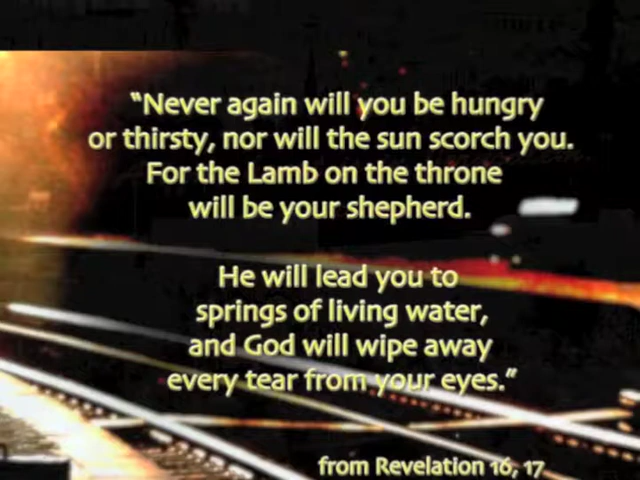 “Never again will you be hungry
or thirsty, nor will the sun scorch you.
For the Lamb on the throne
will be your shepherd.
He will lead you to
springs of living water,
and God will wipe away
every tear from your eyes.”
from Revelation 16, 17